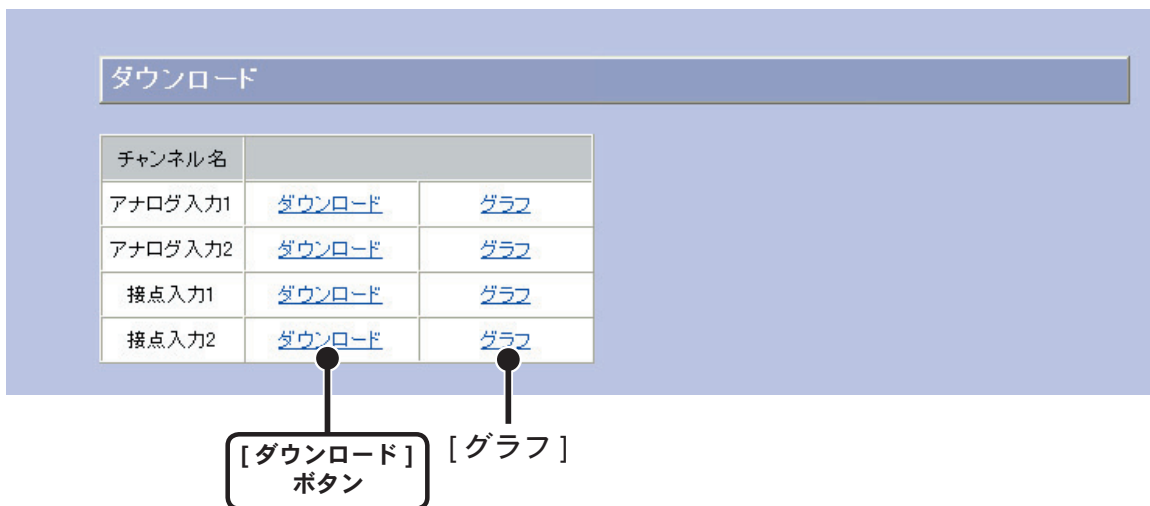 ダウンロード
チャンネル名
アナログ入力1 ダウンロード グラフ
アナログ入力2 ダウンロード グラフ
接点入力1 ダウンロード グラフ
接点入力2 ダウンロード グラフ
[ダウンロード] [グラフ]
ボタン